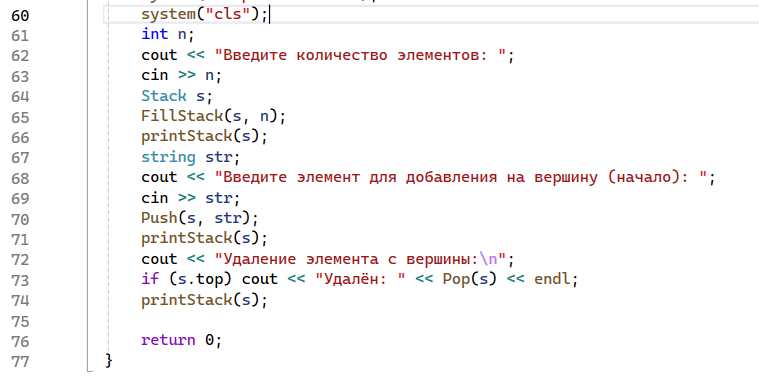 60 system("cls");
61 int n;
62 cout << "Введите количество элементов: ";
63 cin >> n;
64 Stack s;
65 FillStack(s, n);
66 printStack(s);
67 string str;
68 cout << "Введите элемент для добавления на вершину (начало): ";
69 cin >> str;
70 Push(s, str);
71 printStack(s);
72 cout << "Удаление элемента с вершины:\n";
73 if (s.top) cout << "Удалён: " << Pop(s) << endl;
74 printStack(s);
75
76 return 0;
77 }